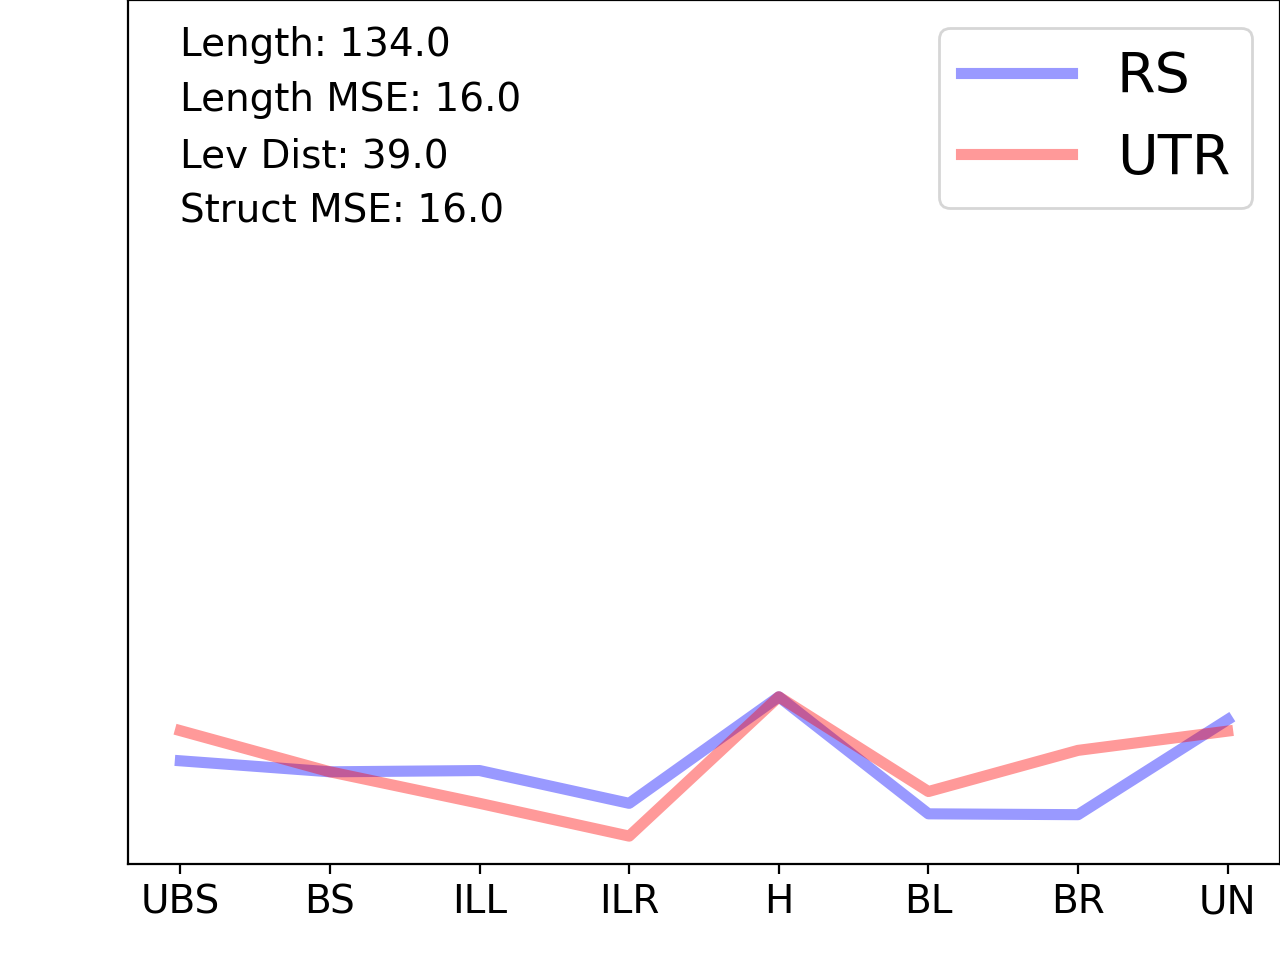 Length: 134.0
Length MSE: 16.0
Lev Dist: 39.0
Struct MSE: 16.0
RS
UTR
UBS BS ILL ILR H BL BR UN